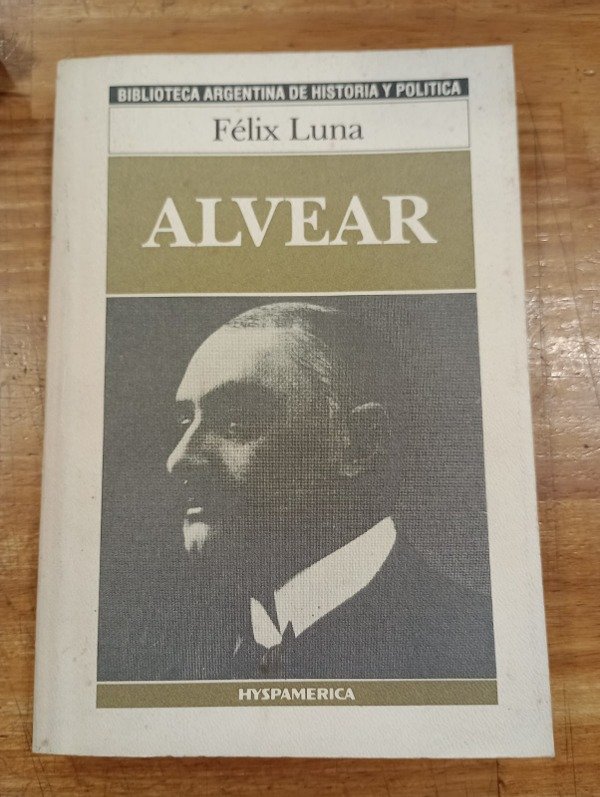 BIBLIOTECA ARGENTINA DE HISTORIA Y POLITICA
Félix Luna
ALVEAR
HYSPAMERICA